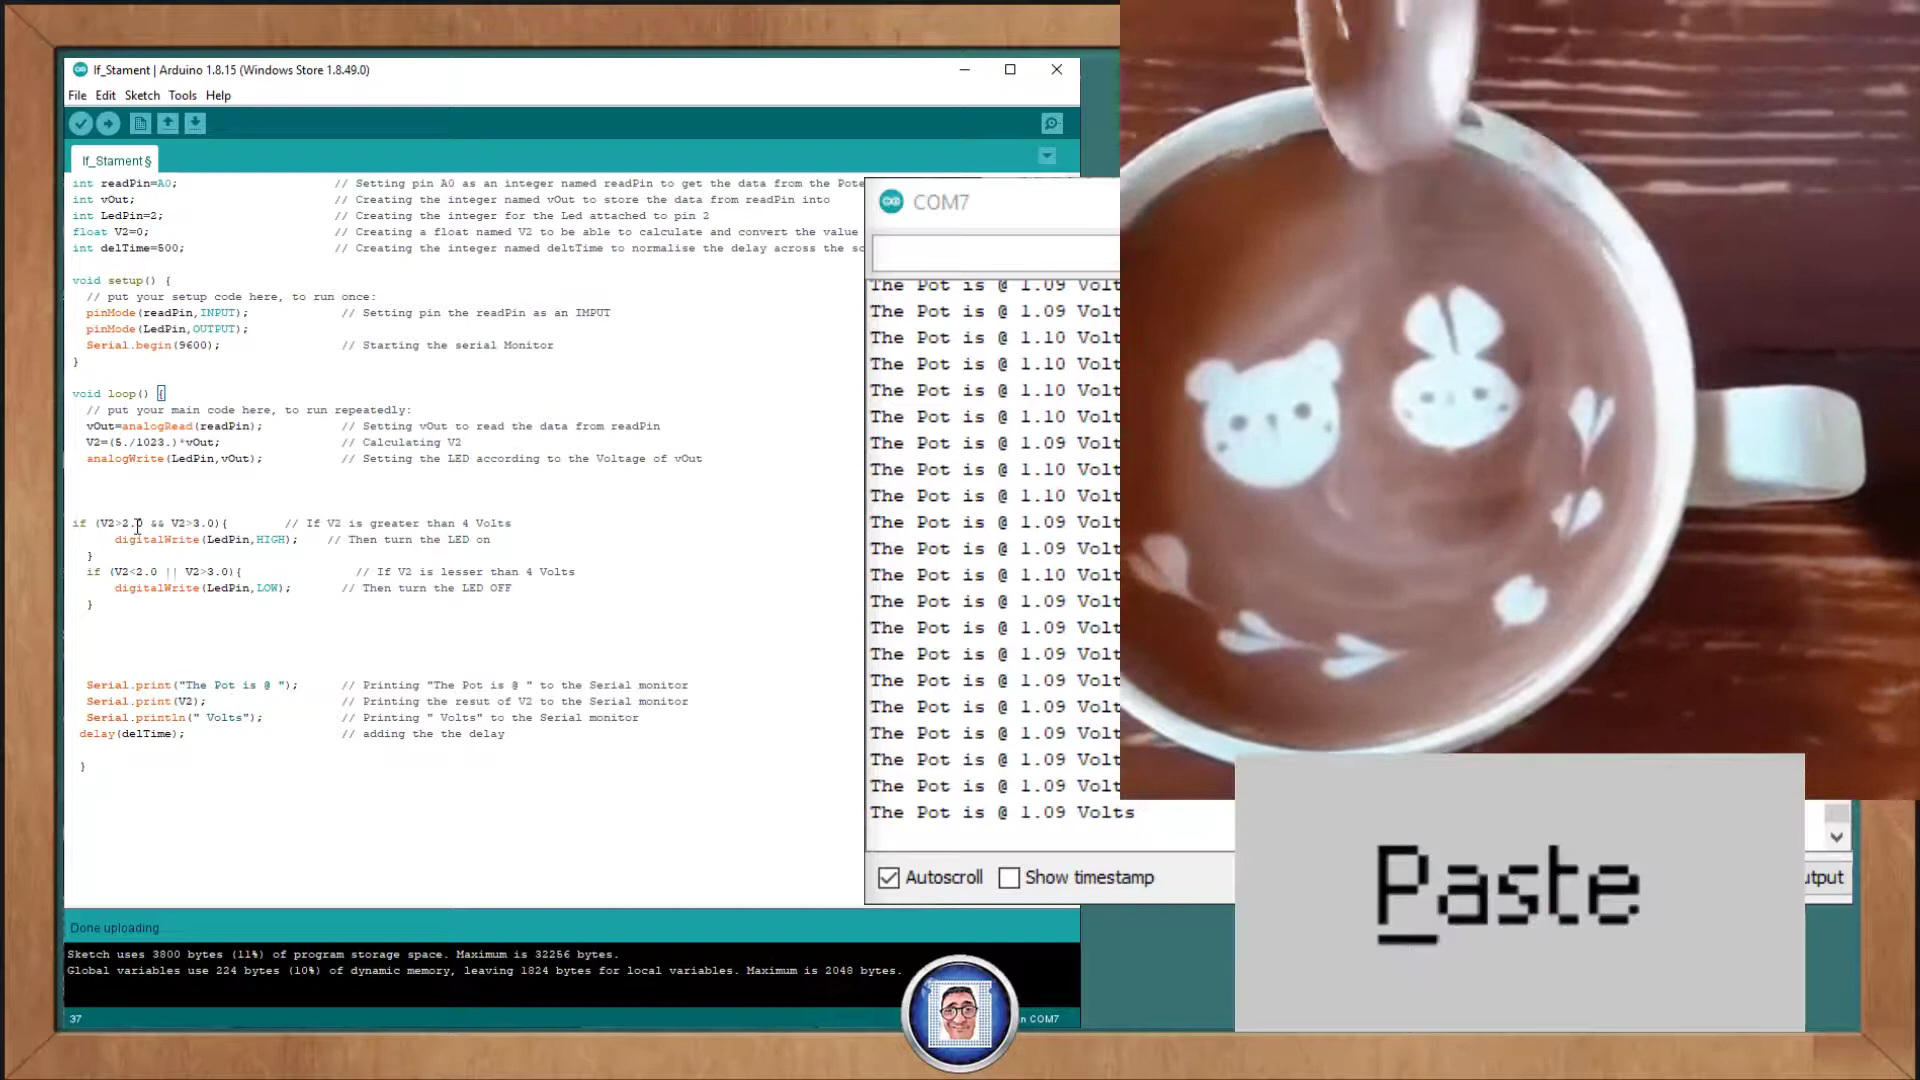 If_Stament | Arduino 1.8.15 (Windows Store 1.8.49.0)
File Edit Sketch Tools Help
If_Stament §
int readPin=A0; // Setting pin A0 as an integer named readPin to get the data from the Pote
int vOut; // Creating the integer named vOut to store the data from readPin into
int LedPin=2; // Creating the integer for the Led attached to pin 2
float V2=0; // Creating a float named V2 to be able to calculate and convert the value
int delTime=500; // Creating the integer named deltTime to normalise the delay across the sc
void setup() {
// put your setup code here, to run once:
pinMode(readPin,INPUT); // Setting pin the readPin as an IMPUT
pinMode(LedPin,OUTPUT);
Serial.begin(9600); // Starting the serial Monitor
}
void loop() {
// put your main code here, to run repeatedly:
vOut=analogRead(readPin); // Setting vOut to read the data from readPin
V2=(5./1023.)*vOut; // Calculating V2
analogWrite(LedPin,vOut); // Setting the LED according to the Voltage of vOut
if (V2>2.0 && V2>3.0){ // If V2 is greater than 4 Volts
digitalWrite(LedPin,HIGH); // Then turn the LED on
}
if (V2<2.0 || V2>3.0){ // If V2 is lesser than 4 Volts
digitalWrite(LedPin,LOW); // Then turn the LED OFF
}
Serial.print("The Pot is @ "); // Printing "The Pot is @ " to the Serial monitor
Serial.print(V2); // Printing the resut of V2 to the Serial monitor
Serial.println(" Volts"); // Printing " Volts" to the Serial monitor
delay(delTime); // adding the the delay
}
Done uploading.
Sketch uses 3800 bytes (11%) of program storage space. Maximum is 32256 bytes.
Global variables use 224 bytes (10%) of dynamic memory, leaving 1824 bytes for local variables. Maximum is 2048 bytes.
37
n COM7
COM7
The Pot is @ 1.09 Volt
The Pot is @ 1.09 Volt
The Pot is @ 1.10 Volt
The Pot is @ 1.10 Volt
The Pot is @ 1.10 Volt
The Pot is @ 1.10 Volt
The Pot is @ 1.09 Volt
The Pot is @ 1.10 Volt
The Pot is @ 1.10 Volt
The Pot is @ 1.09 Volt
The Pot is @ 1.09 Volt
The Pot is @ 1.10 Volt
The Pot is @ 1.09 Volt
The Pot is @ 1.09 Volt
The Pot is @ 1.09 Volt
The Pot is @ 1.09 Volt
The Pot is @ 1.09 Volt
The Pot is @ 1.09 Volt
The Pot is @ 1.09 Volt
The Pot is @ 1.09 Volt
The Pot is @ 1.09 Volts
Autoscroll Show timestamp
utput
Paste